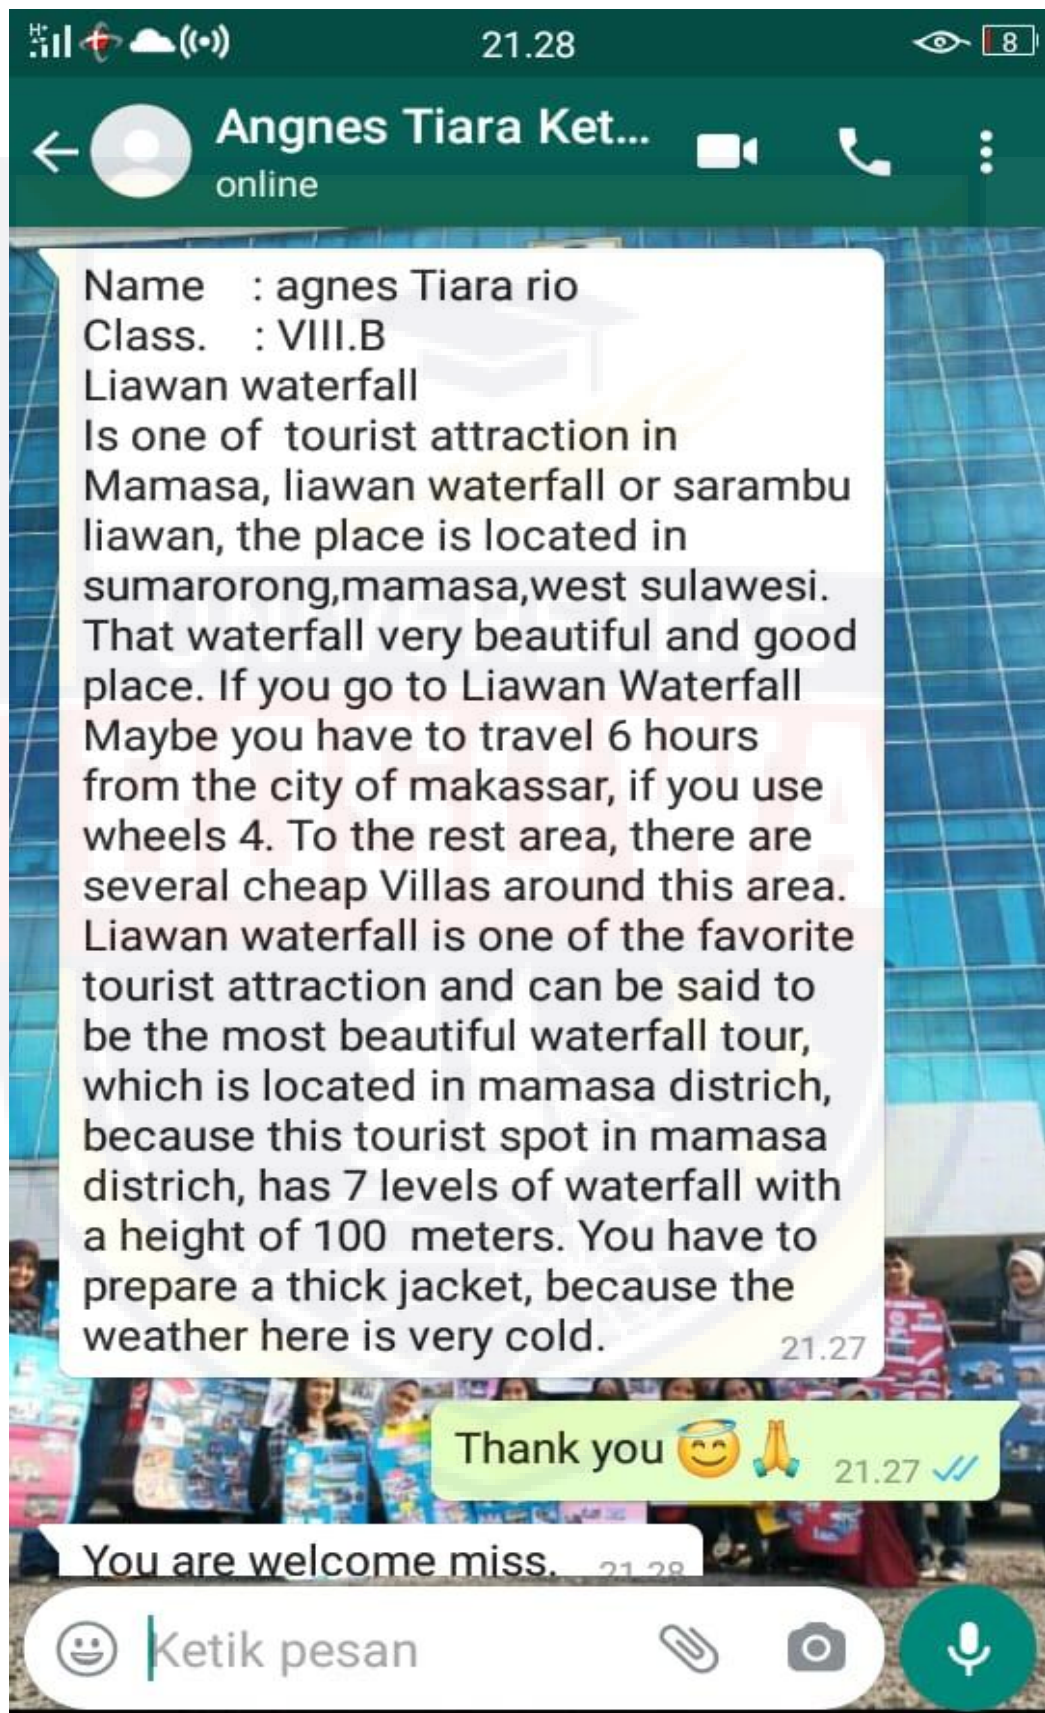 21.28
8
Angnes Tiara Ket...
online
Name : agnes Tiara rio
Class. : VIII.B
Liawan waterfall
Is one of tourist attraction in
Mamasa, liawan waterfall or sarambu
liawan, the place is located in
sumarorong,mamasa,west sulawesi.
That waterfall very beautiful and good
place. If you go to Liawan Waterfall
Maybe you have to travel 6 hours
from the city of makassar, if you use
wheels 4. To the rest area, there are
several cheap Villas around this area.
Liawan waterfall is one of the favorite
tourist attraction and can be said to
be the most beautiful waterfall tour,
which is located in mamasa districh,
because this tourist spot in mamasa
districh, has 7 levels of waterfall with
a height of 100 meters. You have to
prepare a thick jacket, because the
weather here is very cold.
21.27
Thank you 😇🙏
21.27
You are welcome miss.
21.28
Ketik pesan